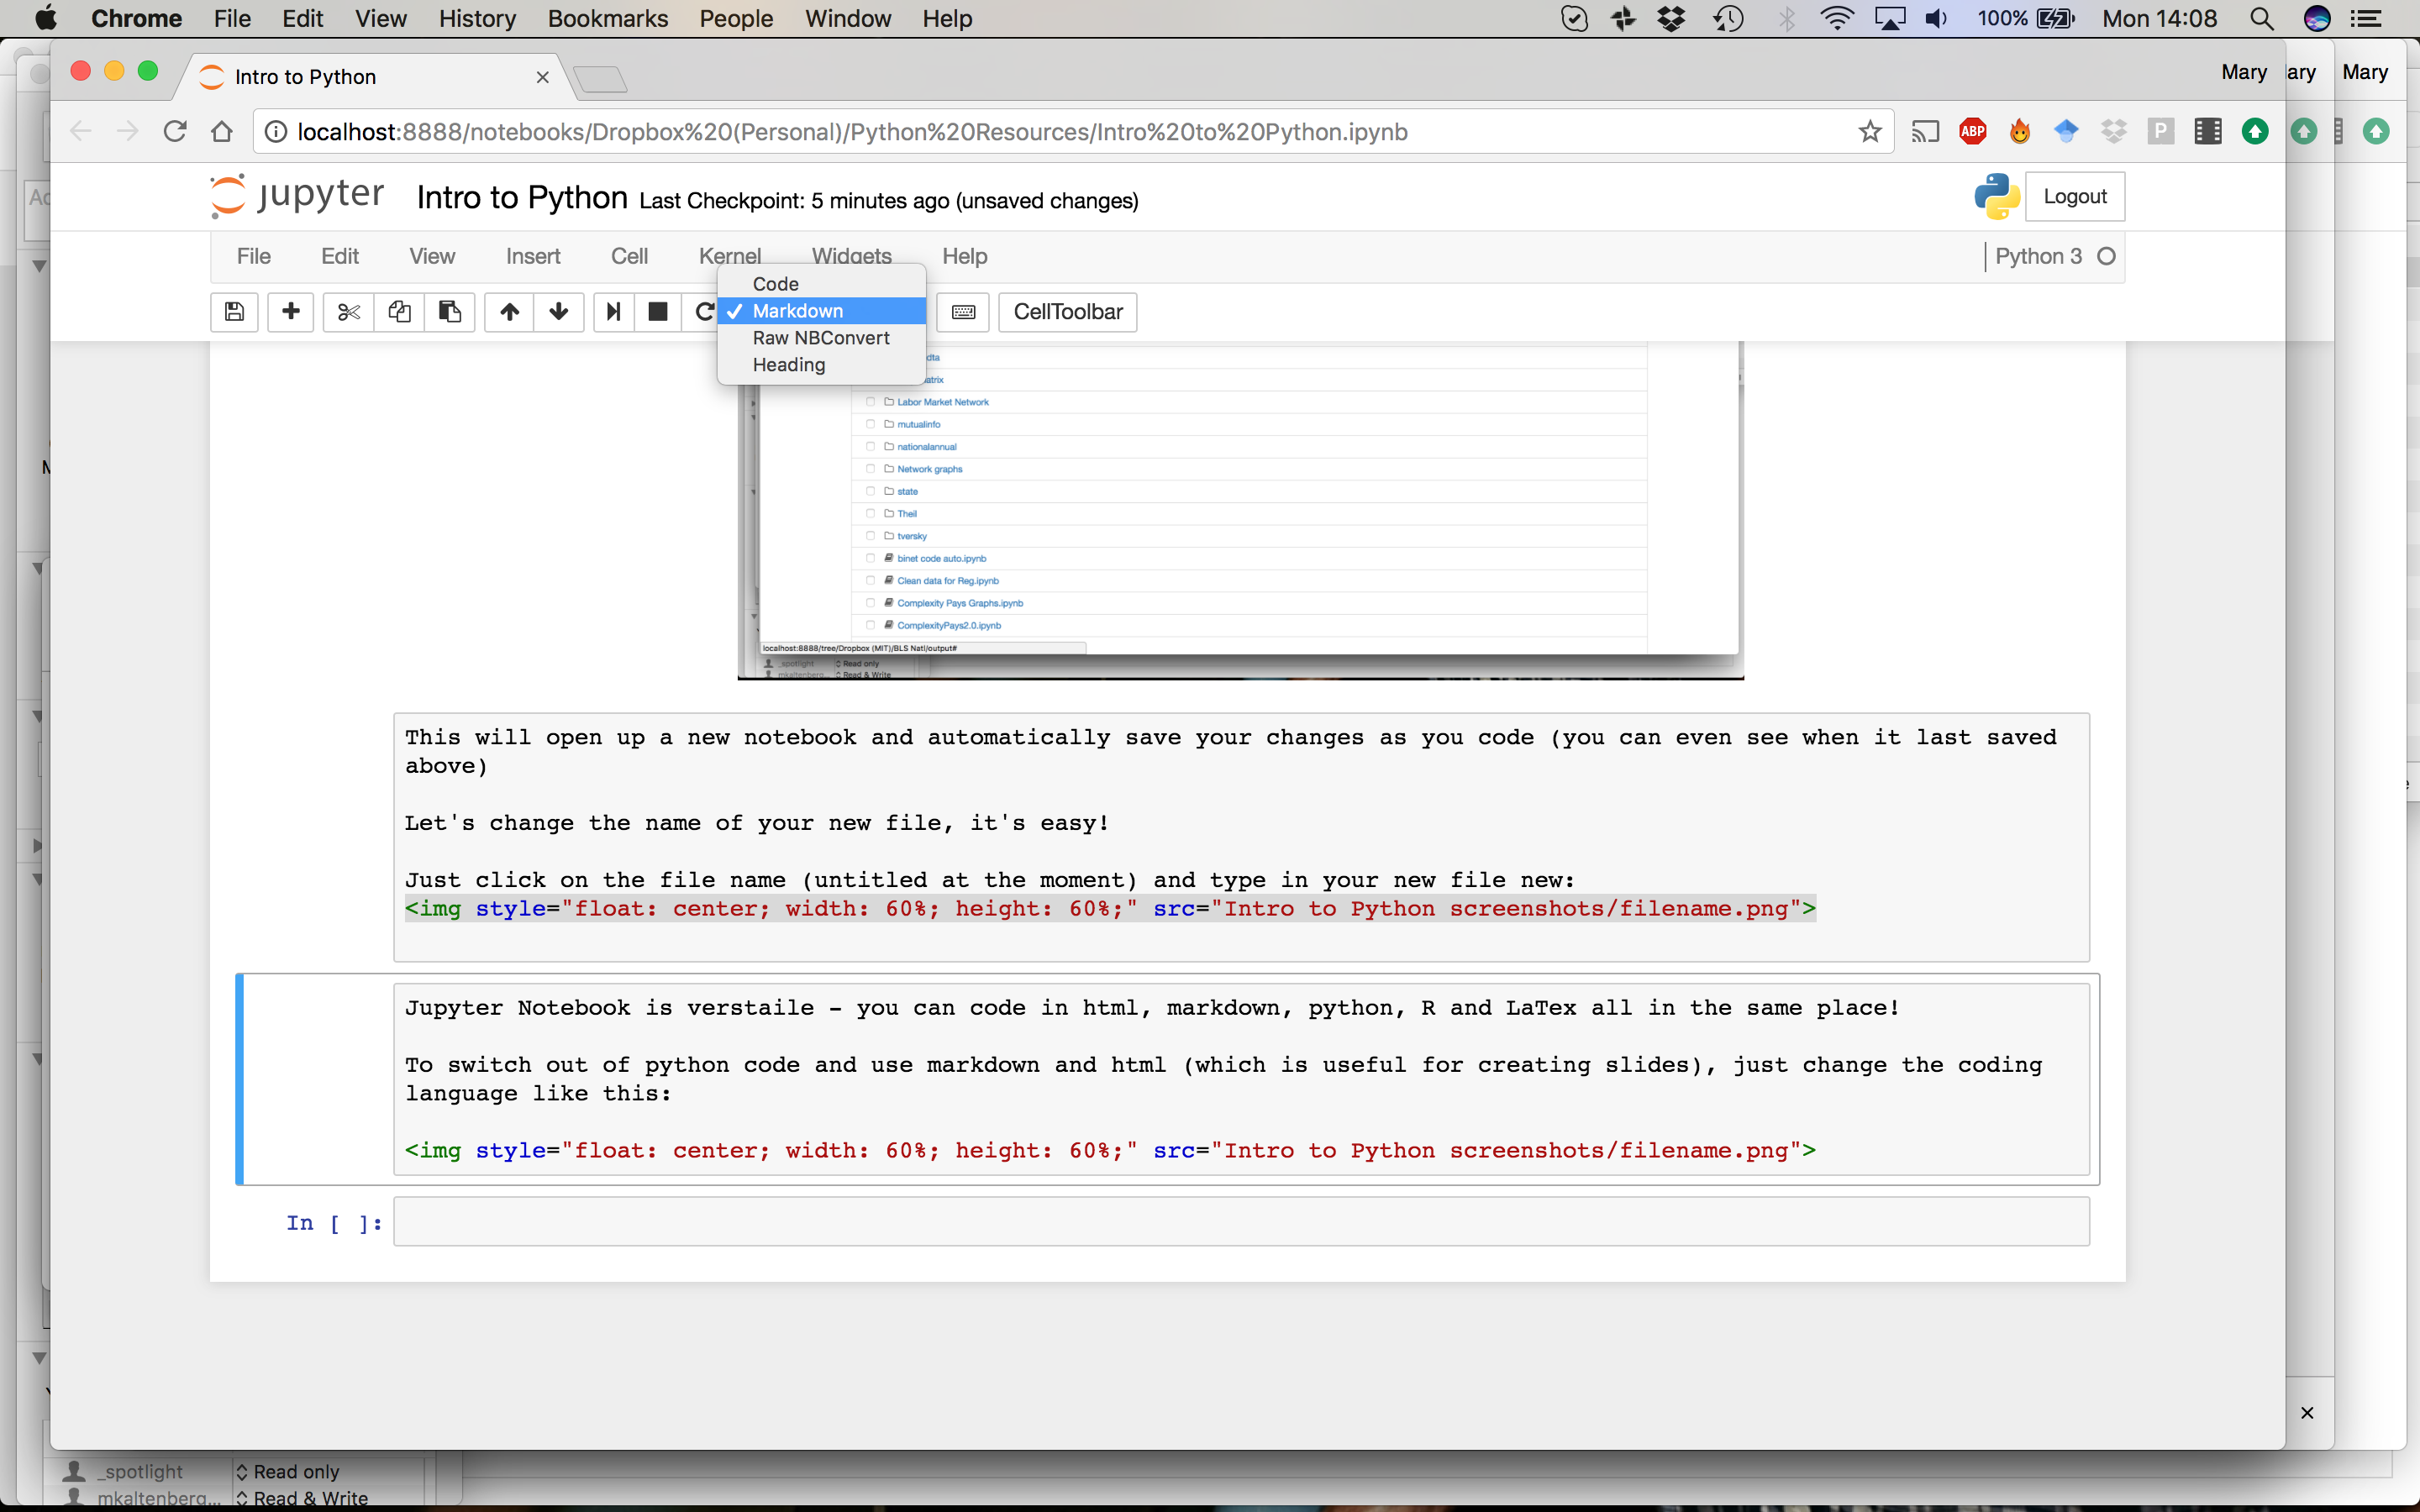 Chrome File Edit View History Bookmarks People Window Help 100% Mon 14:08
Intro to Python Mary ary Mary
localhost:8888/notebooks/Dropbox%20(Personal)/Python%20Resources/Intro%20to%20Python.ipynb ABP P
jupyter Intro to Python Last Checkpoint: 5 minutes ago (unsaved changes) Logout
File Edit View Insert Cell Kernel Widgets Help Python 3
Code
Markdown
Raw NBConvert
Heading
CellToolbar
dta
atrix
Labor Market Network
mutualinfo
nationalannual
Network graphs
state
Theil
tversky
binet code auto.ipynb
Clean data for Reg.ipynb
Complexity Pays Graphs.ipynb
ComplexityPays2.0.ipynb
localhost:8888/tree/Dropbox (MIT)/BLS Natl/output#
_spotlight Read only
mkaltenberg... Read & Write
This will open up a new notebook and automatically save your changes as you code (you can even see when it last saved
above)
Let's change the name of your new file, it's easy!
Just click on the file name (untitled at the moment) and type in your new file new:
<img style="float: center; width: 60%; height: 60%;" src="Intro to Python screenshots/filename.png">
Jupyter Notebook is verstaile - you can code in html, markdown, python, R and LaTex all in the same place!
To switch out of python code and use markdown and html (which is useful for creating slides), just change the coding
language like this:
<img style="float: center; width: 60%; height: 60%;" src="Intro to Python screenshots/filename.png">
In [ ]:
_spotlight Read only
mkaltenberg... Read & Write